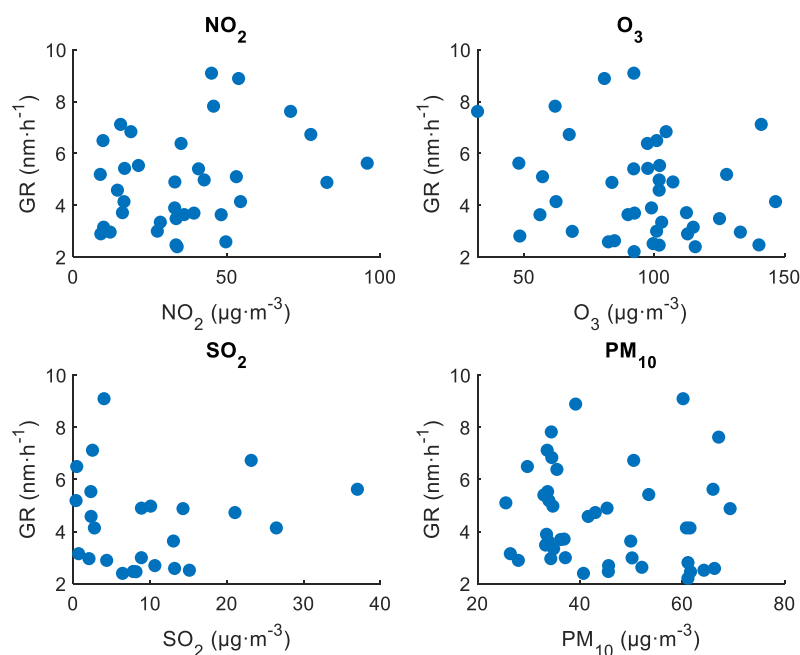 NO2
10
8
6
4
2
GR (nm·h-1)
0
50
100
NO2 (µg·m-3)
O3
10
8
6
4
2
GR (nm·h-1)
50
100
150
O3 (µg·m-3)
SO2
10
8
6
4
2
GR (nm·h-1)
0
10
20
30
40
SO2 (µg·m-3)
PM10
10
8
6
4
2
GR (nm·h-1)
20
40
60
80
PM10 (µg·m-3)